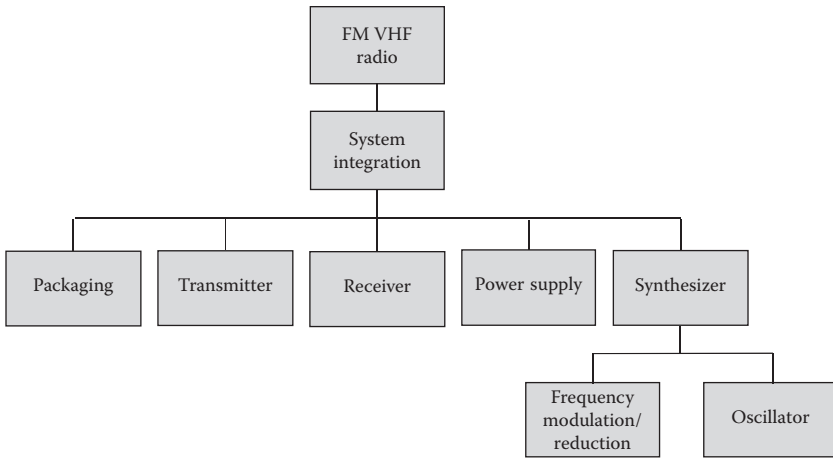 FM VHF
radio
System
integration
Packaging
Transmitter
Receiver
Power supply
Synthesizer
Frequency
modulation/
reduction
Oscillator